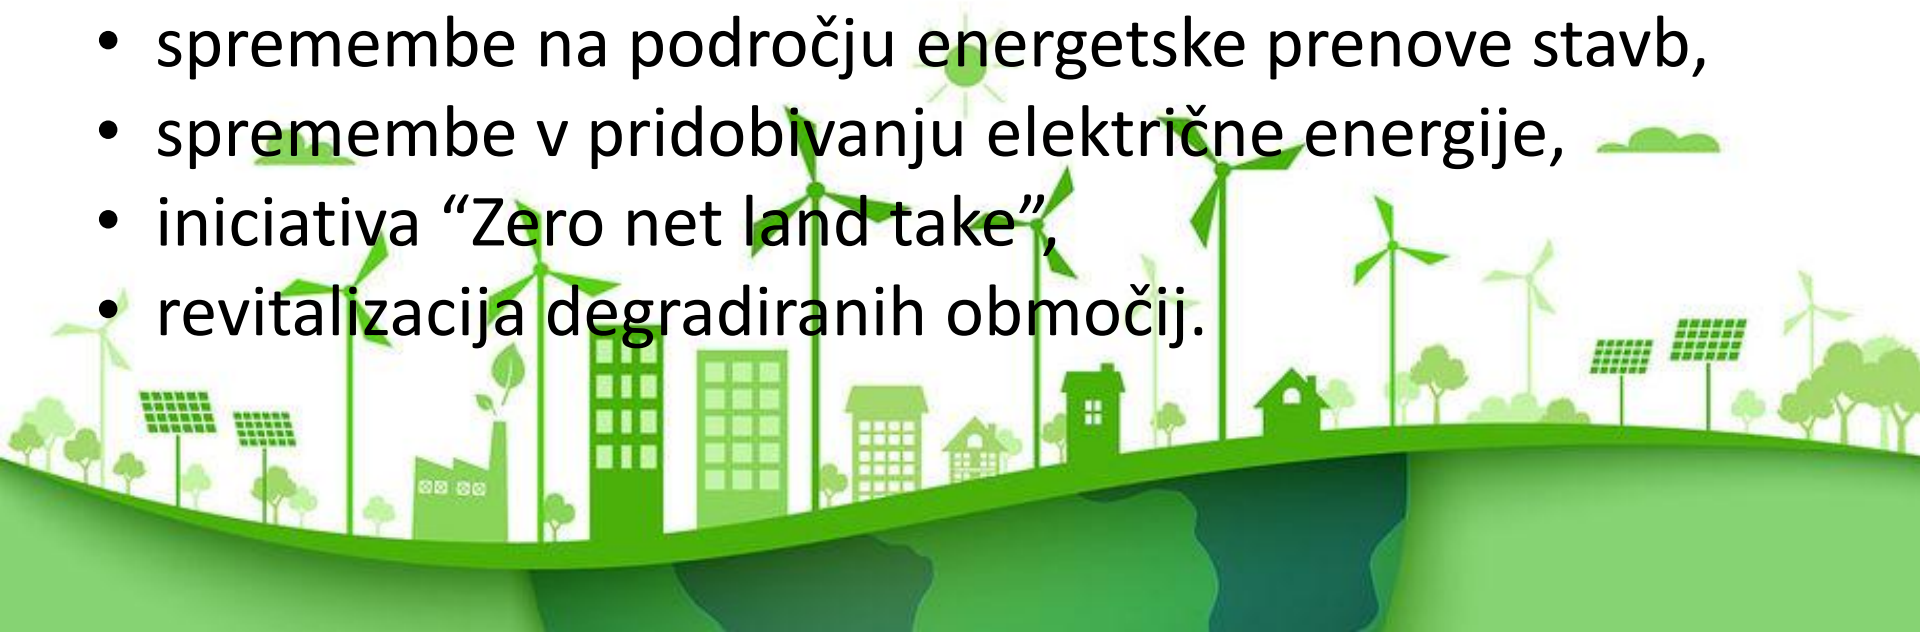 • spremembe na področju energetske prenove stavb,
• spremembe v pridobivanju električne energije,
• iniciativa “Zero net land take”,
• revitalizacija degradiranih območij.